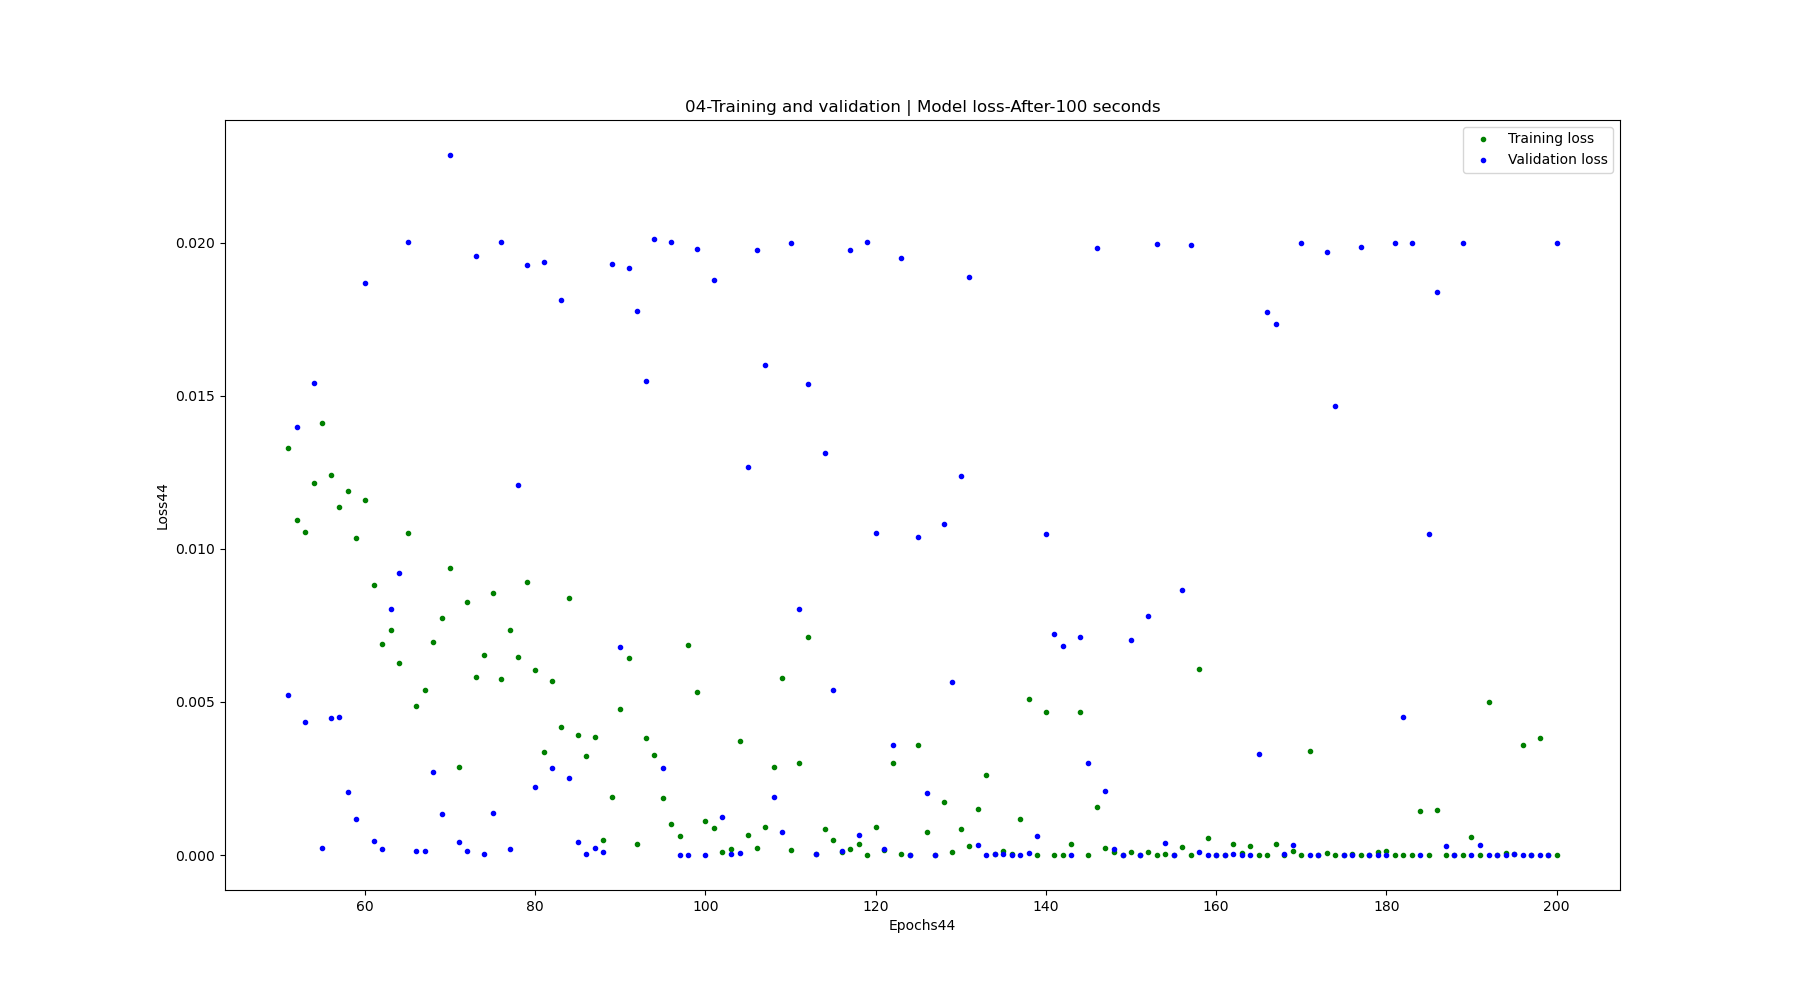 04-Training and validation | Model loss-After-100 seconds
Training loss
Validation loss
0.020
0.015
0.010
0.005
0.000
Loss44
60 80 100 120 140 160 180 200
Epochs44